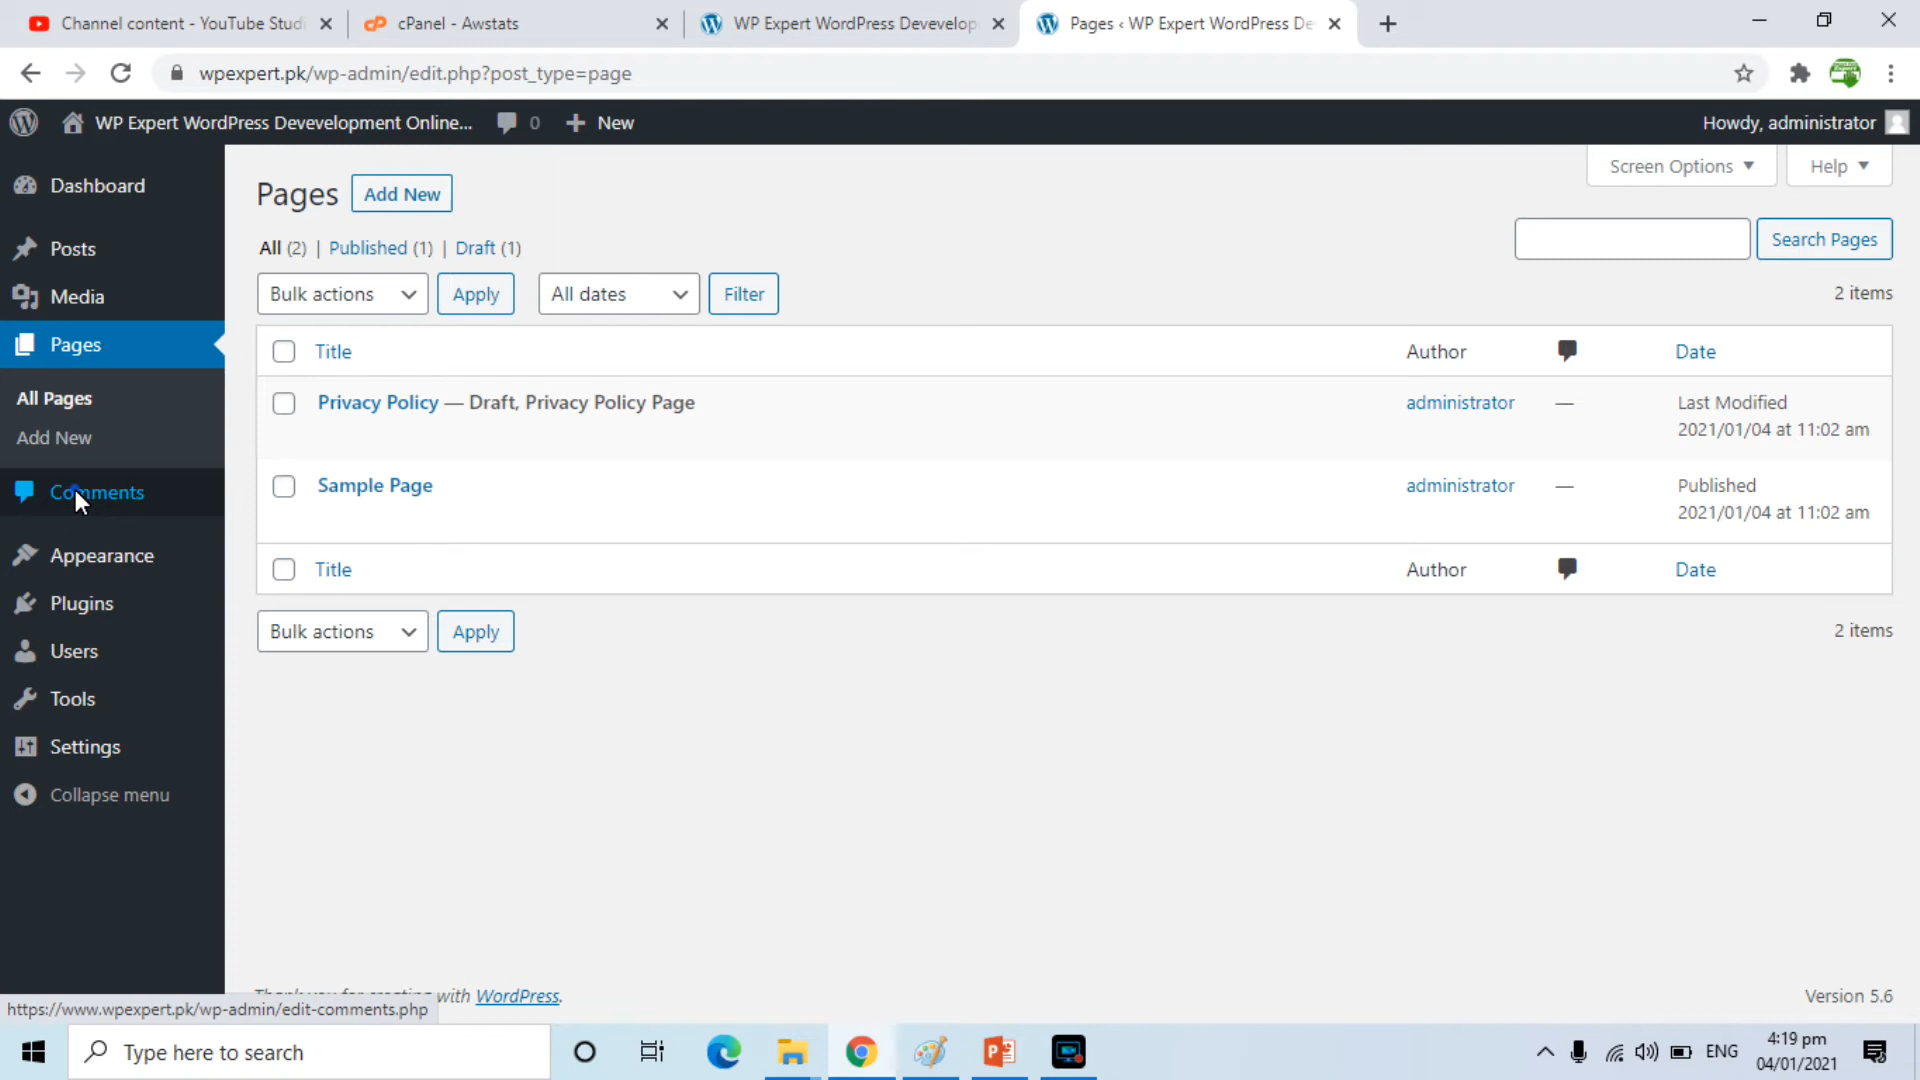 Channel content - YouTube Studi
cPanel - Awstats
WP Expert WordPress Devevelop
Pages ‹ WP Expert WordPress De
wpexpert.pk/wp-admin/edit.php?post_type=page
WP Expert WordPress Devevelopment Online...
0
New
Howdy, administrator
Dashboard
Posts
Media
Pages
All Pages
Add New
Comments
Appearance
Plugins
Users
Tools
Settings
Collapse menu
Screen Options
Help
Pages
Add New
All (2) | Published (1) | Draft (1)
Search Pages
Bulk actions
Apply
All dates
Filter
2 items
Title
Author
Date
Privacy Policy — Draft, Privacy Policy Page
administrator
—
Last Modified
2021/01/04 at 11:02 am
Sample Page
administrator
—
Published
2021/01/04 at 11:02 am
Title
Author
Date
Bulk actions
Apply
2 items
with WordPress.
Version 5.6
https://www.wpexpert.pk/wp-admin/edit-comments.php
Type here to search
ENG
4:19 pm
04/01/2021